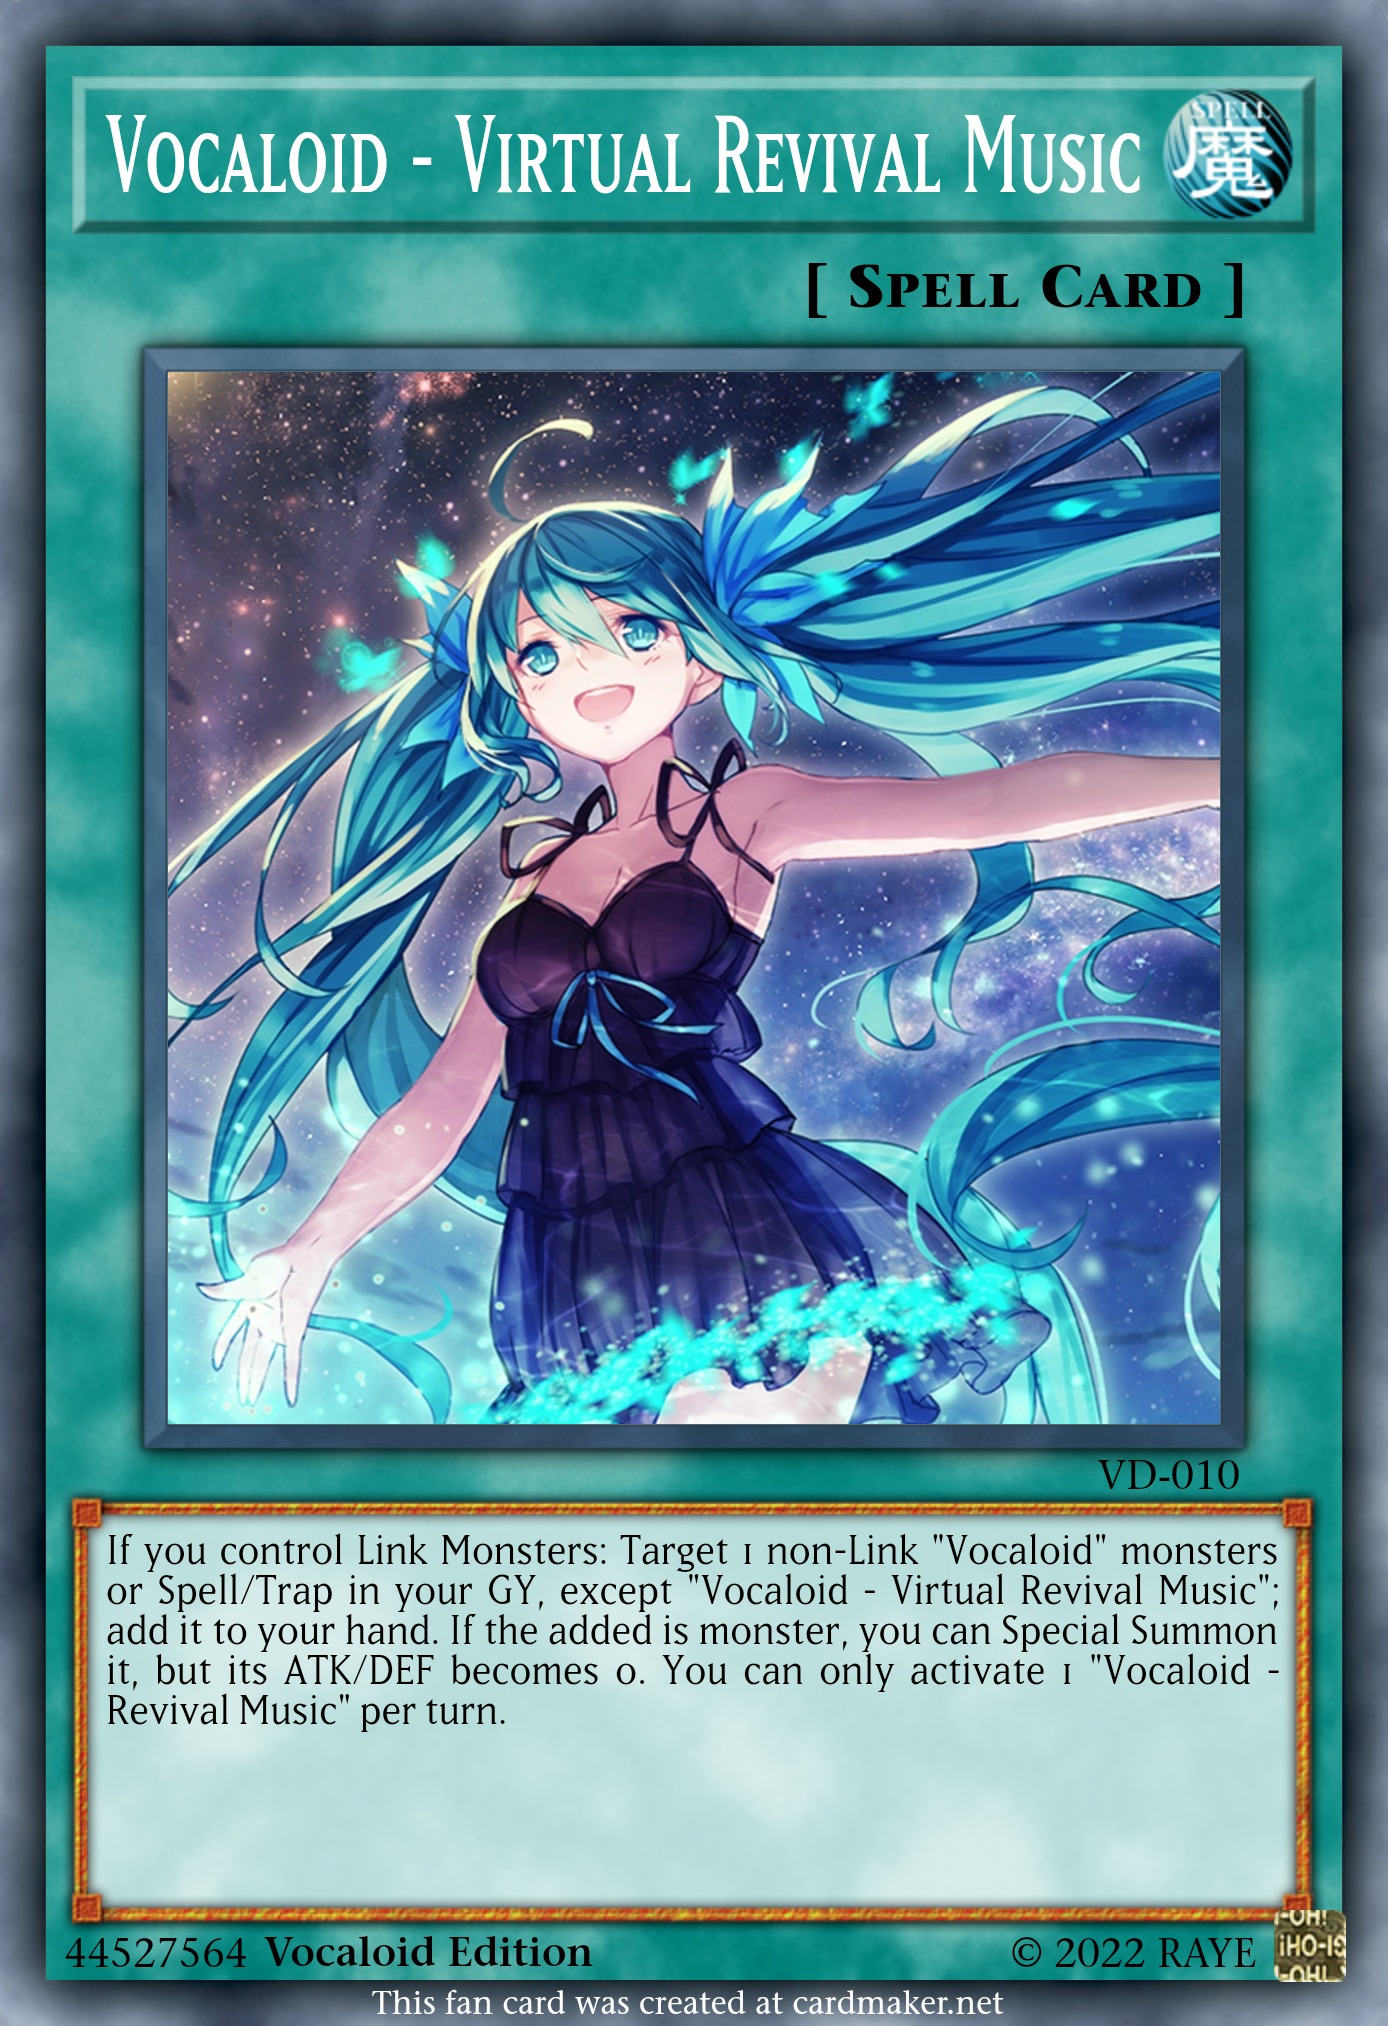 Vocaloid - Virtual Revival Music
SPELL
魔
[ Spell Card ]
VD-010
If you control Link Monsters: Target 1 non-Link "Vocaloid" monsters
or Spell/Trap in your GY, except "Vocaloid - Virtual Revival Music";
add it to your hand. If the added is monster, you can Special Summon
it, but its ATK/DEF becomes 0. You can only activate 1 "Vocaloid -
Revival Music" per turn.
44527564 Vocaloid Edition
© 2022 RAYE
This fan card was created at cardmaker.net